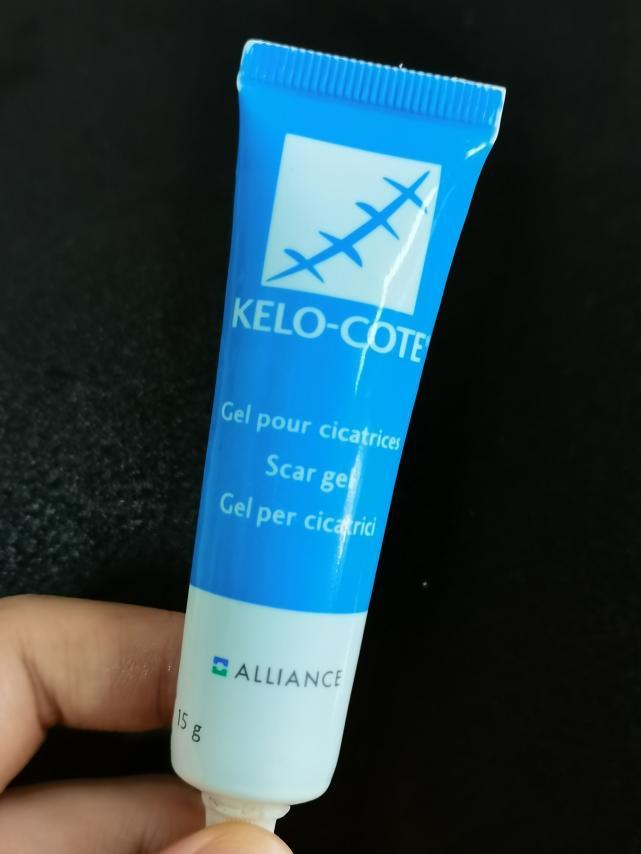 KELO-COTE
Gel pour cicatrices
Scar gel
Gel per cicatrici
ALLIANCE
15 g